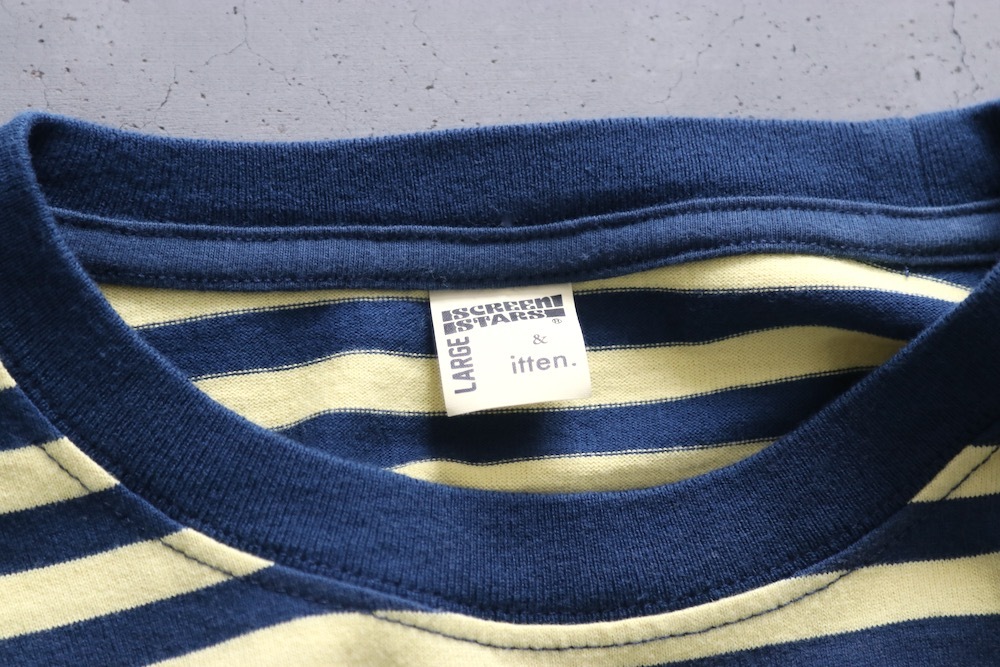 SCREEN
STARS®
&
itten.
LARGE